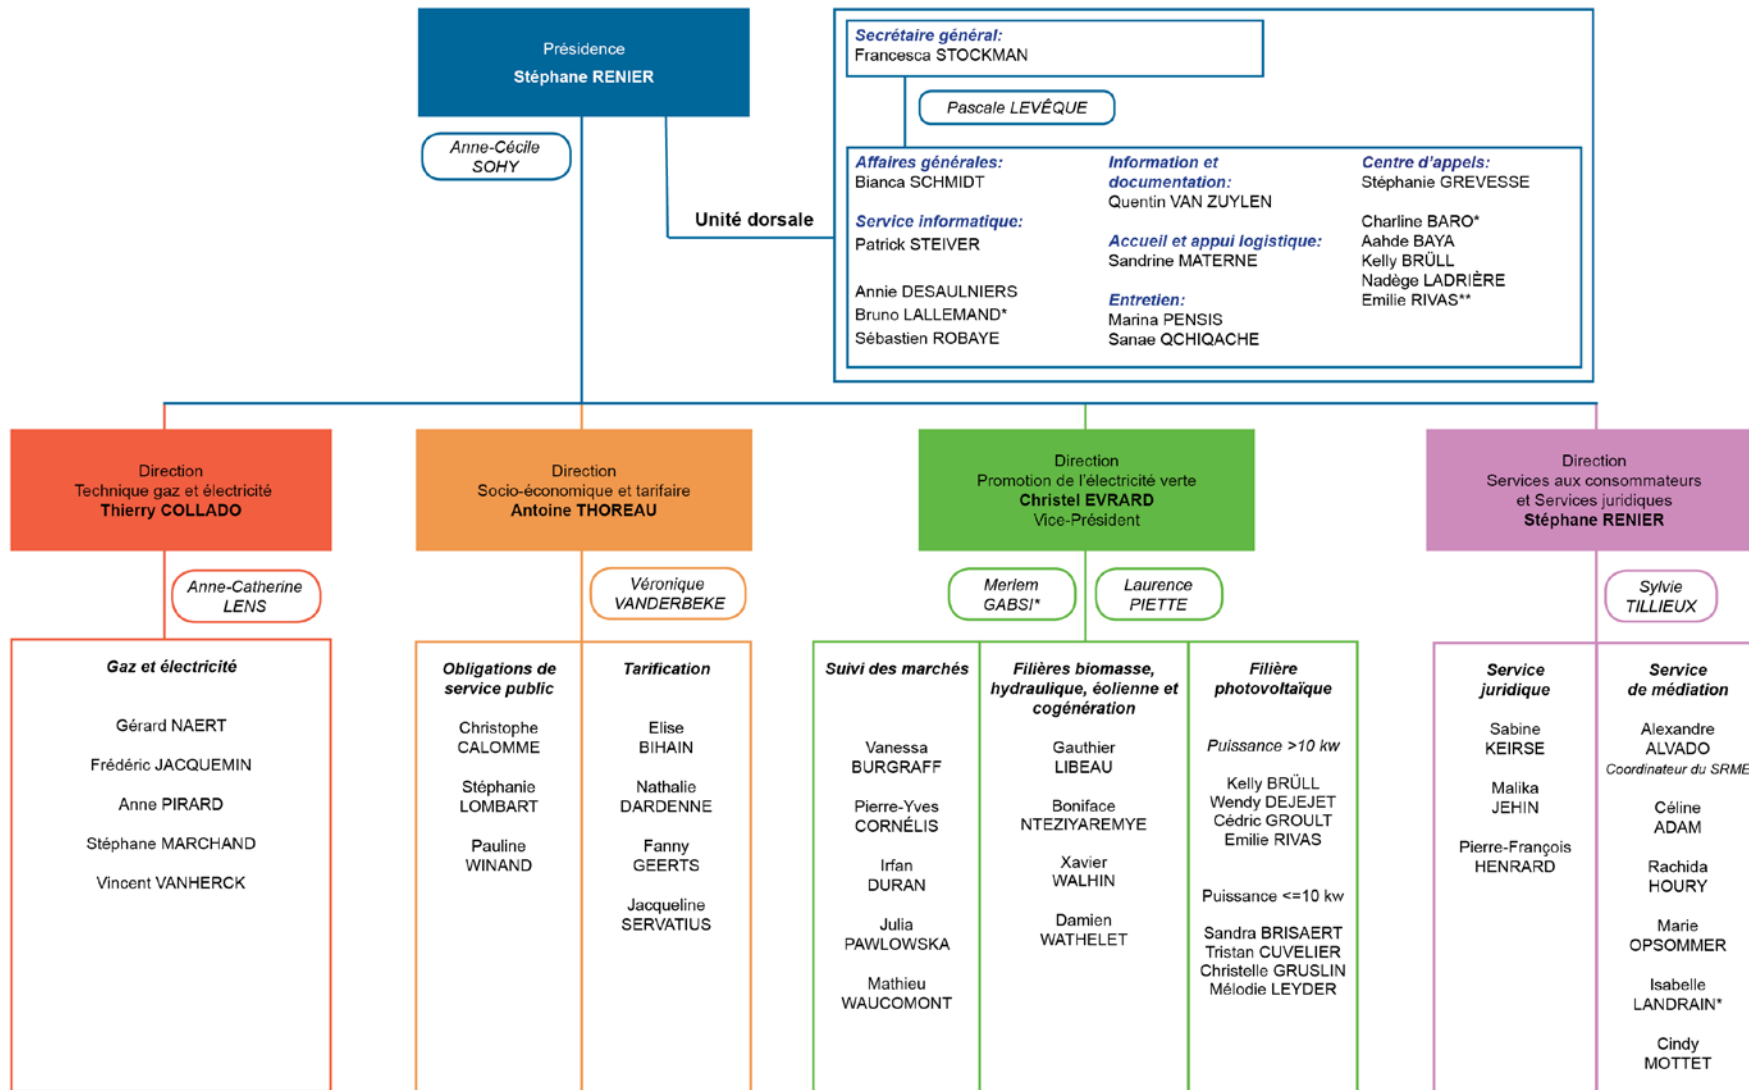 Présidence
Stéphane RENIER
Anne-Cécile
SOHY
Unité dorsale
Secrétaire général:
Francesca STOCKMAN
Pascale LEVÊQUE
Affaires générales:
Bianca SCHMIDT
Service informatique:
Patrick STEIVER
Annie DESAULNIERS
Bruno LALLEMAND*
Sébastien ROBAYE
Information et
documentation:
Quentin VAN ZUYLEN
Accueil et appui logistique:
Sandrine MATERNE
Entretien:
Marina PENSIS
Sanae QCHIQACHE
Centre d'appels:
Stéphanie GREVESSE
Charline BARO*
Aahde BAYA
Kelly BRÜLL
Nadège LADRIÈRE
Emilie RIVAS**
Direction
Technique gaz et électricité
Thierry COLLADO
Anne-Catherine
LENS
Gaz et électricité
Gérard NAERT
Frédéric JACQUEMIN
Anne PIRARD
Stéphane MARCHAND
Vincent VANHERCK
Direction
Socio-économique et tarifaire
Antoine THOREAU
Véronique
VANDERBEKE
Obligations de
service public
Christophe
CALOMME
Stéphanie
LOMBART
Pauline
WINAND
Tarification
Elise
BIHAIN
Nathalie
DARDENNE
Fanny
GEERTS
Jacqueline
SERVATIUS
Direction
Promotion de l'électricité verte
Christel EVRARD
Vice-Président
Meriem
GABSI*
Laurence
PIETTE
Suivi des marchés
Vanessa
BURGRAFF
Pierre-Yves
CORNÉLIS
Irfan
DURAN
Julia
PAWLOWSKA
Mathieu
WAUCOMONT
Filières biomasse,
hydraulique, éolienne et
cogénération
Gauthier
LIBEAU
Boniface
NTEZIYAREMYE
Xavier
WALHIN
Damien
WATHELET
Filière
photovoltaïque
Puissance >10 kw
Kelly BRÜLL
Wendy DEJEJET
Cédric GROULT
Emilie RIVAS
Puissance <=10 kw
Sandra BRISAERT
Tristan CUVELIER
Christelle GRUSLIN
Mélodie LEYDER
Direction
Services aux consommateurs
et Services juridiques
Stéphane RENIER
Sylvie
TILLIEUX
Service
juridique
Sabine
KEIRSE
Malika
JEHIN
Pierre-François
HENRARD
Service
de médiation
Alexandre
ALVADO
Coordinateur du SRME
Céline
ADAM
Rachida
HOURY
Marie
OPSOMMER
Isabelle
LANDRAIN*
Cindy
MOTTET